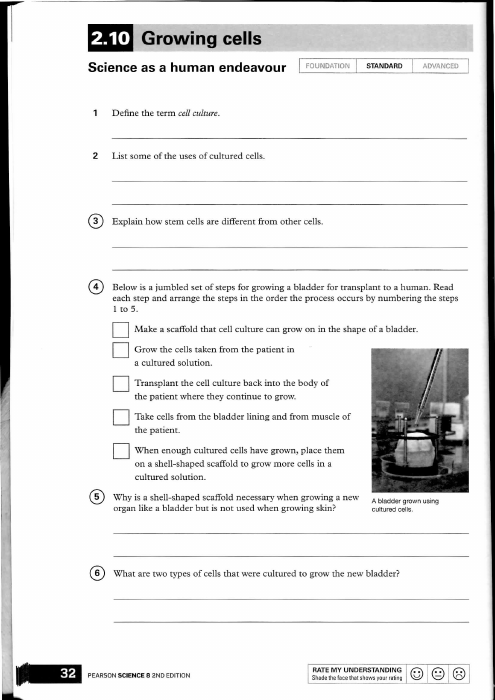 2.10 Growing cells
Science as a human endeavour
FOUNDATION STANDARD ADVANCED
1 Define the term cell culture.
2 List some of the uses of cultured cells.
3 Explain how stem cells are different from other cells.
4 Below is a jumbled set of steps for growing a bladder for transplant to a human. Read
each step and arrange the steps in the order the process occurs by numbering the steps
1 to 5.
Make a scaffold that cell culture can grow on in the shape of a bladder.
Grow the cells taken from the patient in
a cultured solution.
Transplant the cell culture back into the body of
the patient where they continue to grow.
Take cells from the bladder lining and from muscle of
the patient.
When enough cultured cells have grown, place them
on a shell-shaped scaffold to grow more cells in a
cultured solution.
5 Why is a shell-shaped scaffold necessary when growing a new
organ like a bladder but is not used when growing skin?
A bladder grown using
cultured cells.
6 What are two types of cells that were cultured to grow the new bladder?
32 PEARSON SCIENCE 8 2ND EDITION
RATE MY UNDERSTANDING
Shade the face that shows your rating